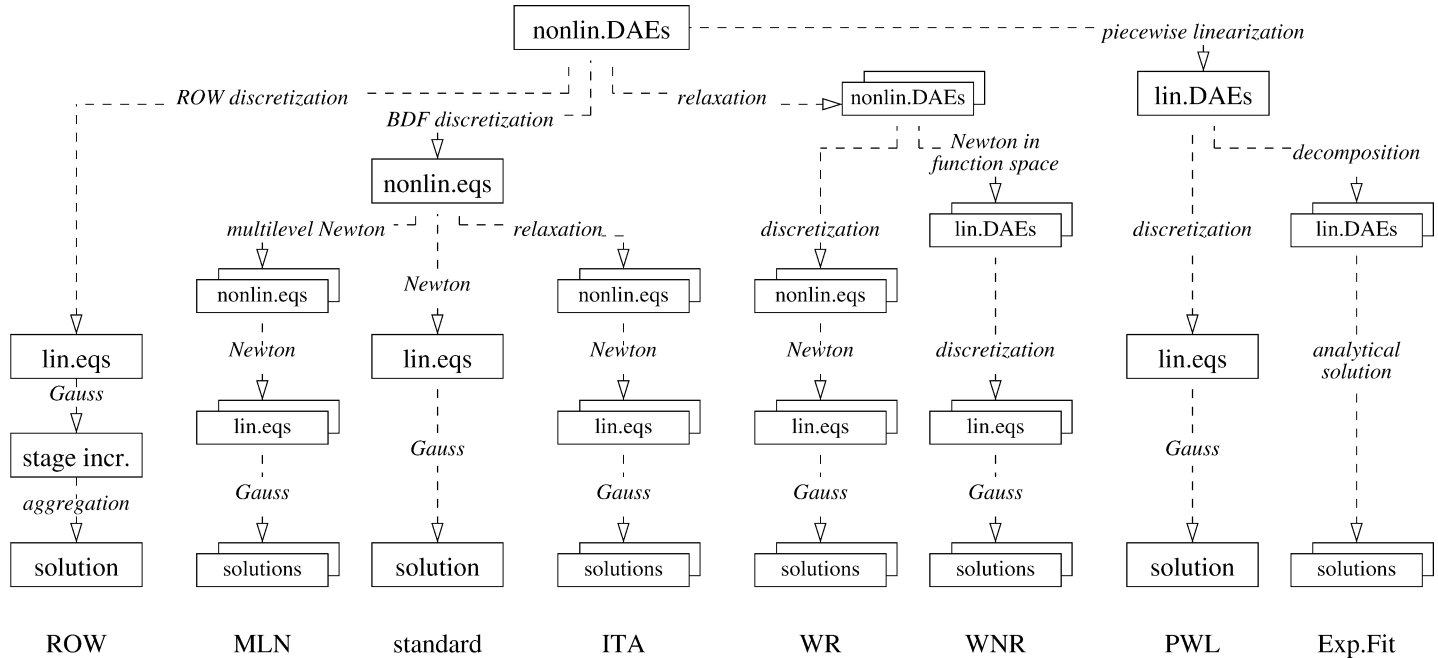 nonlin.DAEs
piecewise linearization
ROW discretization
relaxation
nonlin.DAEs
lin.DAEs
BDF discretization
Newton in
function space
decomposition
nonlin.eqs
multilevel Newton
relaxation
discretization
lin.DAEs
discretization
lin.DAEs
nonlin.eqs
Newton
nonlin.eqs
nonlin.eqs
lin.eqs
Newton
lin.eqs
Newton
Newton
discretization
lin.eqs
analytical
solution
Gauss
lin.eqs
lin.eqs
lin.eqs
lin.eqs
stage incr.
Gauss
Gauss
aggregation
Gauss
Gauss
Gauss
Gauss
solution
solutions
solution
solutions
solutions
solutions
solution
solutions
ROW
MLN
standard
ITA
WR
WNR
PWL
Exp.Fit